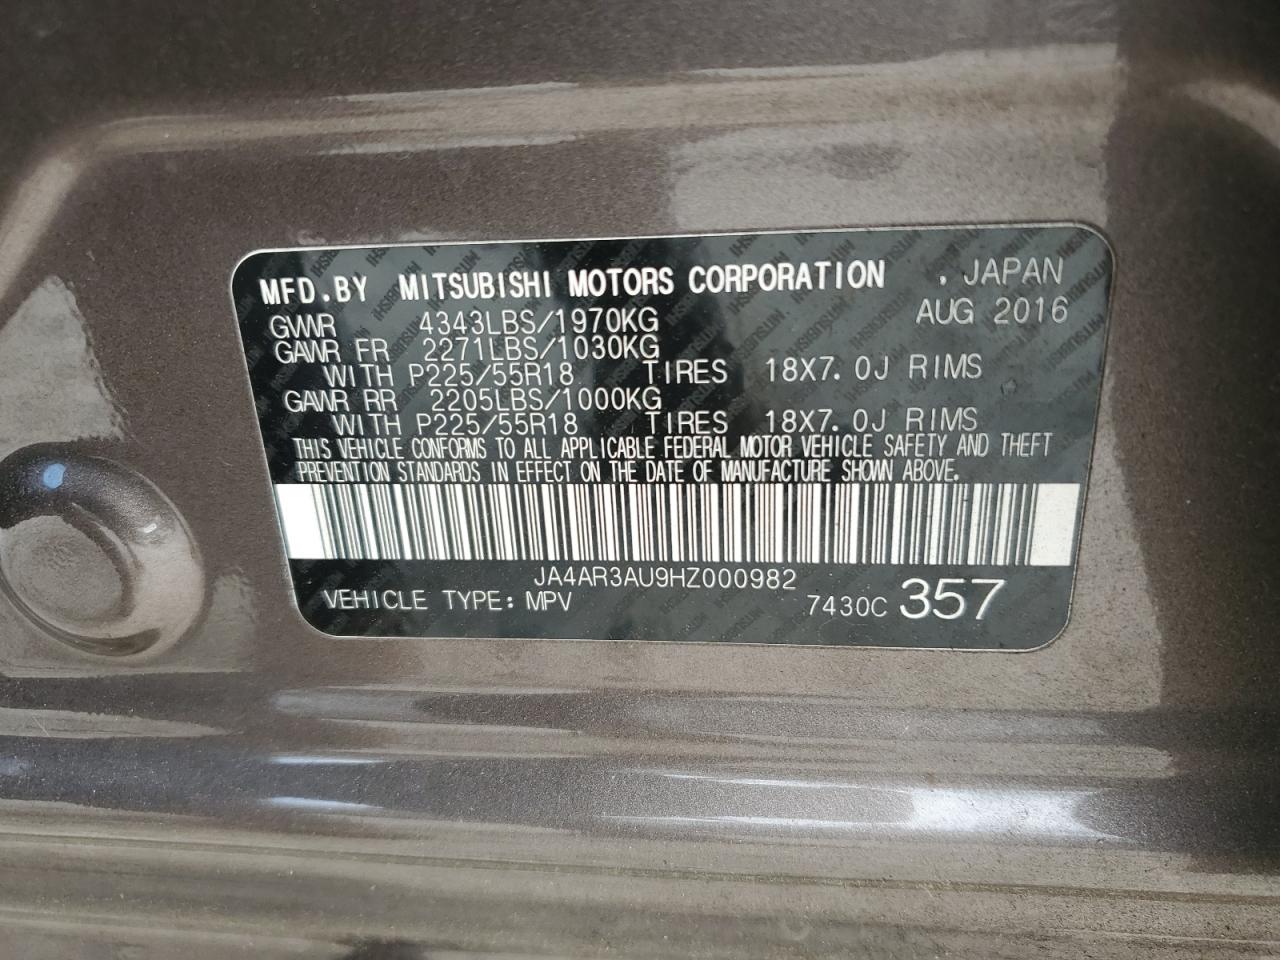 MFD.BY MITSUBISHI MOTORS CORPORATION , JAPAN
GVWR 4343LBS/1970KG AUG 2016
GAWR FR 2271LBS/1030KG
WITH P225/55R18 TIRES 18X7.0J RIMS
GAWR RR 2205LBS/1000KG
WITH P225/55R18 TIRES 18X7.0J RIMS
THIS VEHICLE CONFORMS TO ALL APPLICABLE FEDERAL MOTOR VEHICLE SAFETY AND THEFT
PREVENTION STANDARDS IN EFFECT ON THE DATE OF MANUFACTURE SHOWN ABOVE.
JA4AR3AU9HZ000982
VEHICLE TYPE: MPV 7430C 357